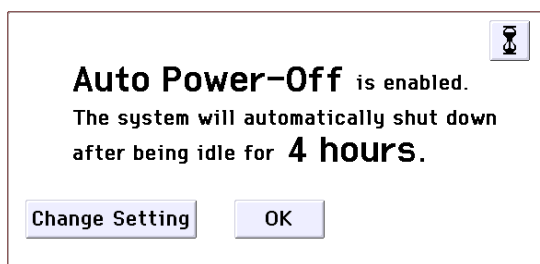 Auto Power-Off is enabled.
The system will automatically shut down
after being idle for 4 hours.
Change Setting OK